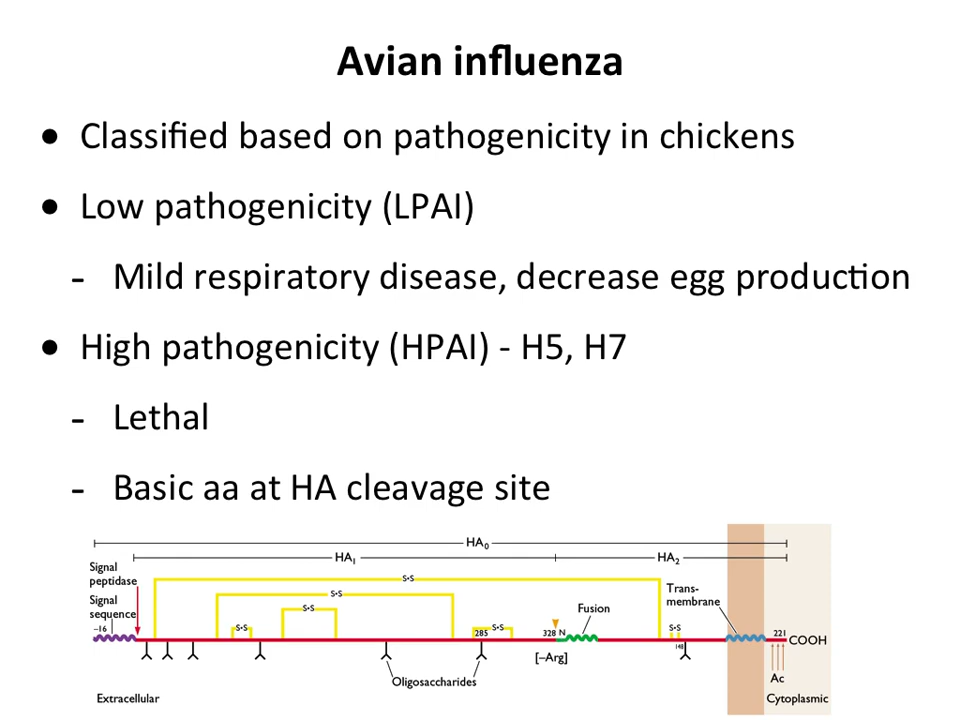 Avian influenza
• Classified based on pathogenicity in chickens
• Low pathogenicity (LPAI)
- Mild respiratory disease, decrease egg production
• High pathogenicity (HPAI) - H5, H7
- Lethal
- Basic aa at HA cleavage site
HA0
HA1
HA2
Signal
peptidase
Signal
sequence
–16
S•S
S•S
S•S
S•S
285
S•S
328 N
[–Arg]
Fusion
S•S
148
Trans-
membrane
221
COOH
Oligosaccharides
Ac
Extracellular
Cytoplasmic